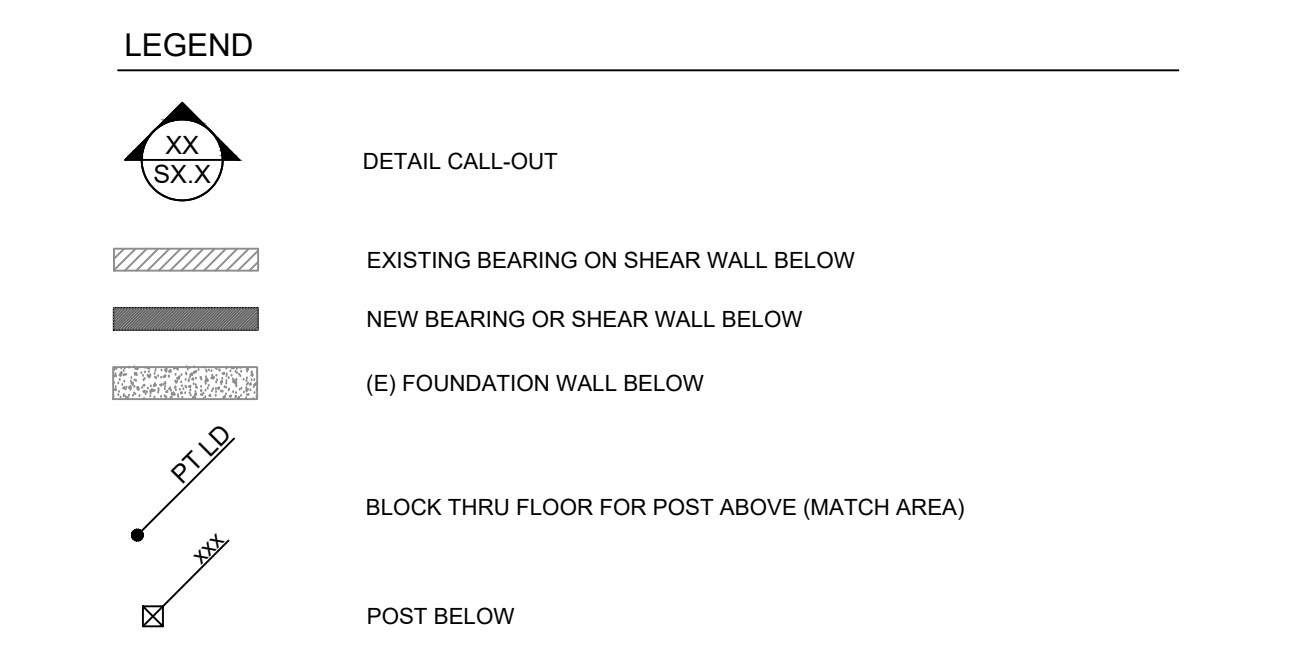 LEGEND
XX
SX.X
DETAIL CALL-OUT
EXISTING BEARING ON SHEAR WALL BELOW
NEW BEARING OR SHEAR WALL BELOW
(E) FOUNDATION WALL BELOW
PT LD
BLOCK THRU FLOOR FOR POST ABOVE (MATCH AREA)
XXX
POST BELOW